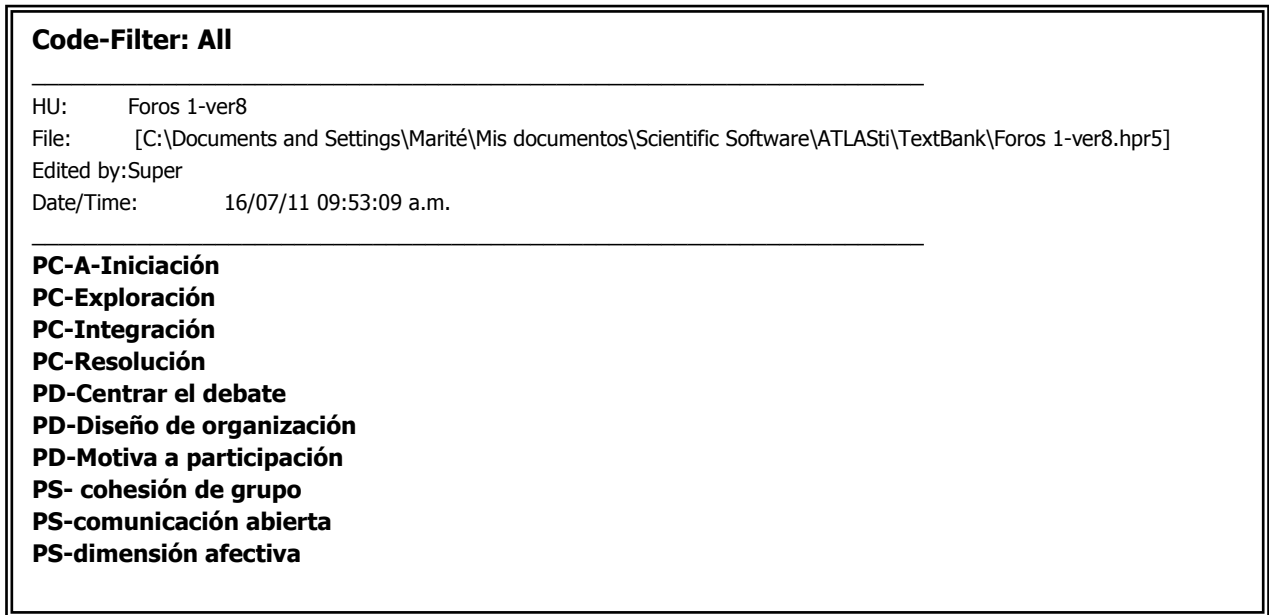 Code-Filter: All
HU: Foros 1-ver8
File: [C:\Documents and Settings\Marité\Mis documentos\Scientific Software\ATLASti\TextBank\Foros 1-ver8.hpr5]
Edited by:Super
Date/Time: 16/07/11 09:53:09 a.m.
PC-A-Iniciación
PC-Exploración
PC-Integración
PC-Resolución
PD-Centrar el debate
PD-Diseño de organización
PD-Motiva a participación
PS- cohesión de grupo
PS-comunicación abierta
PS-dimensión afectiva